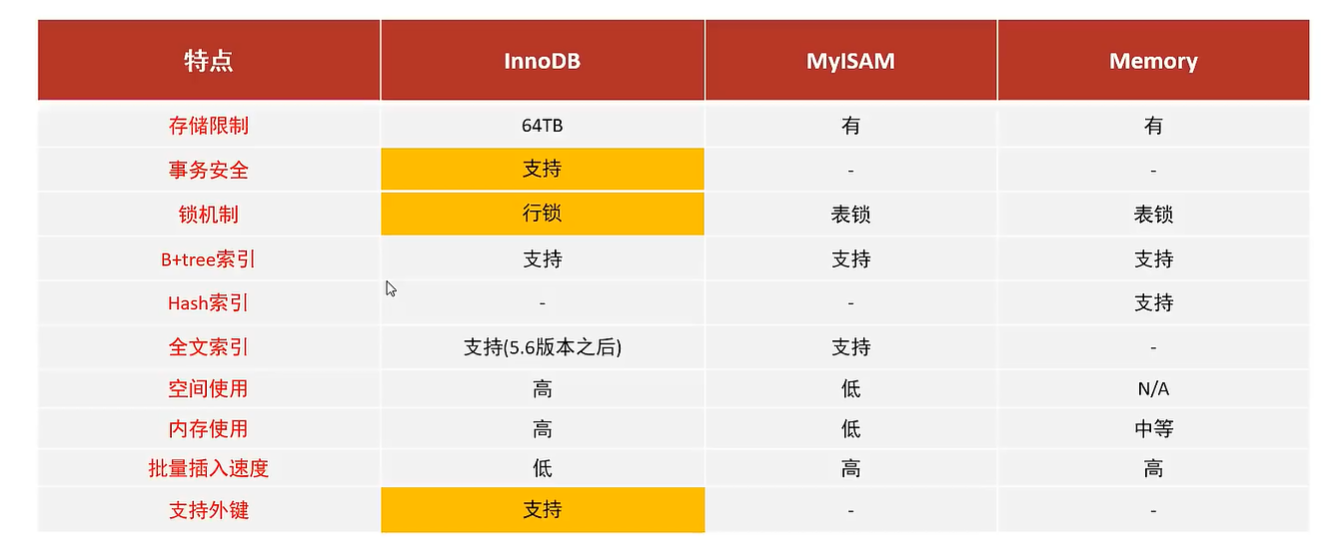 特点 InnoDB MyISAM Memory
存储限制 64TB 有 有
事务安全 支持 - -
锁机制 行锁 表锁 表锁
B+tree索引 支持 支持 支持
Hash索引 - - 支持
全文索引 支持(5.6版本之后) 支持 -
空间使用 高 低 N/A
内存使用 高 低 中等
批量插入速度 低 高 高
支持外键 支持 - -